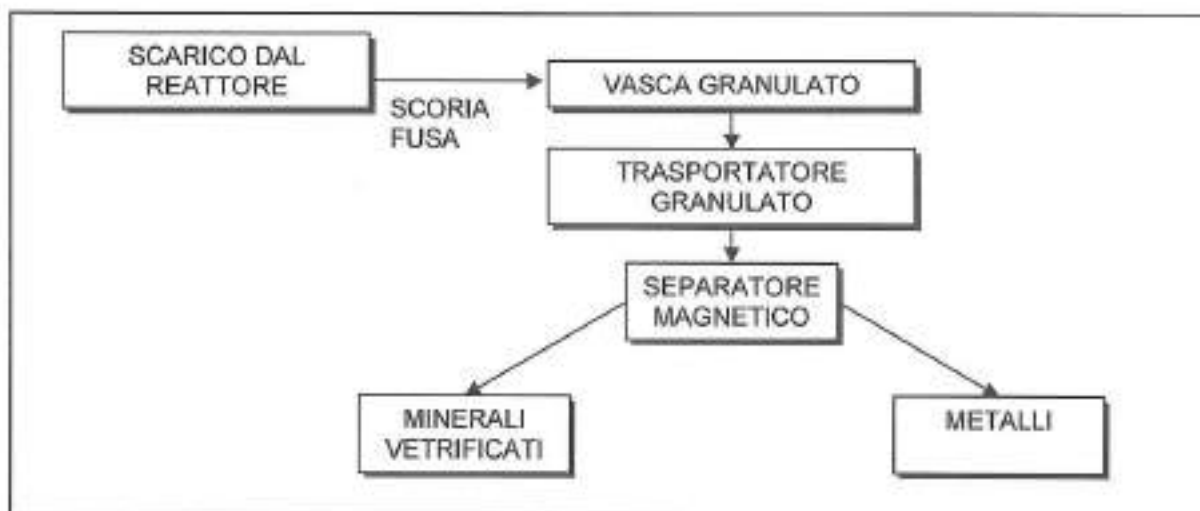 SCARICO DAL
REATTORE
SCORIA
FUSA
VASCA GRANULATO
TRASPORTATORE
GRANULATO
SEPARATORE
MAGNETICO
MINERALI
VETRIFICATI
METALLI